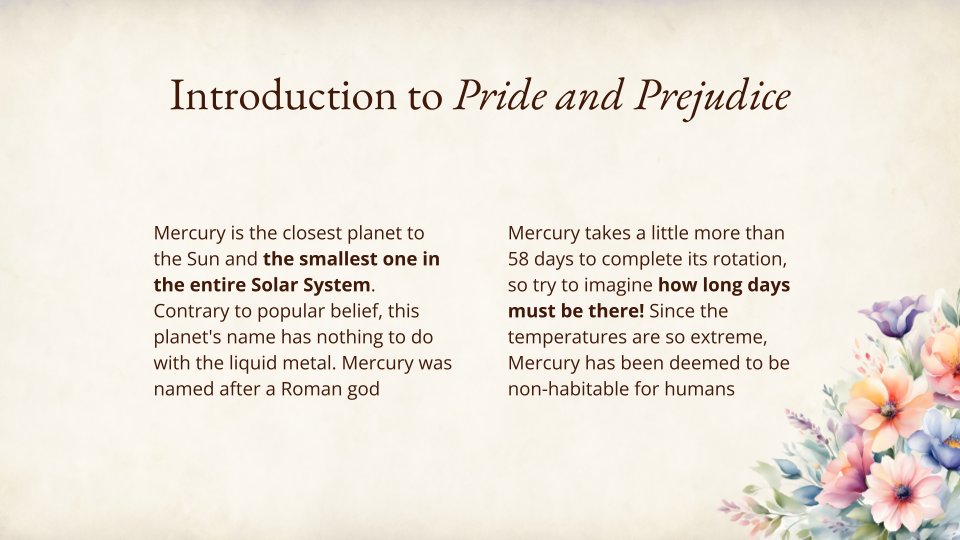 Introduction to Pride and Prejudice
Mercury is the closest planet to
the Sun and the smallest one in
the entire Solar System.
Contrary to popular belief, this
planet's name has nothing to do
with the liquid metal. Mercury was
named after a Roman god
Mercury takes a little more than
58 days to complete its rotation,
so try to imagine how long days
must be there! Since the
temperatures are so extreme,
Mercury has been deemed to be
non-habitable for humans